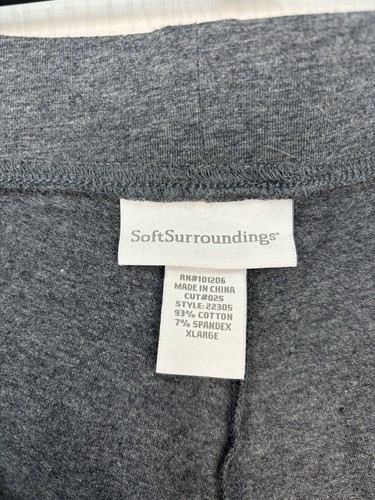 SoftSurroundings®
RN#101206
MADE IN CHINA
CUT#025
STYLE:22305
93% COTTON
7% SPANDEX
XLARGE